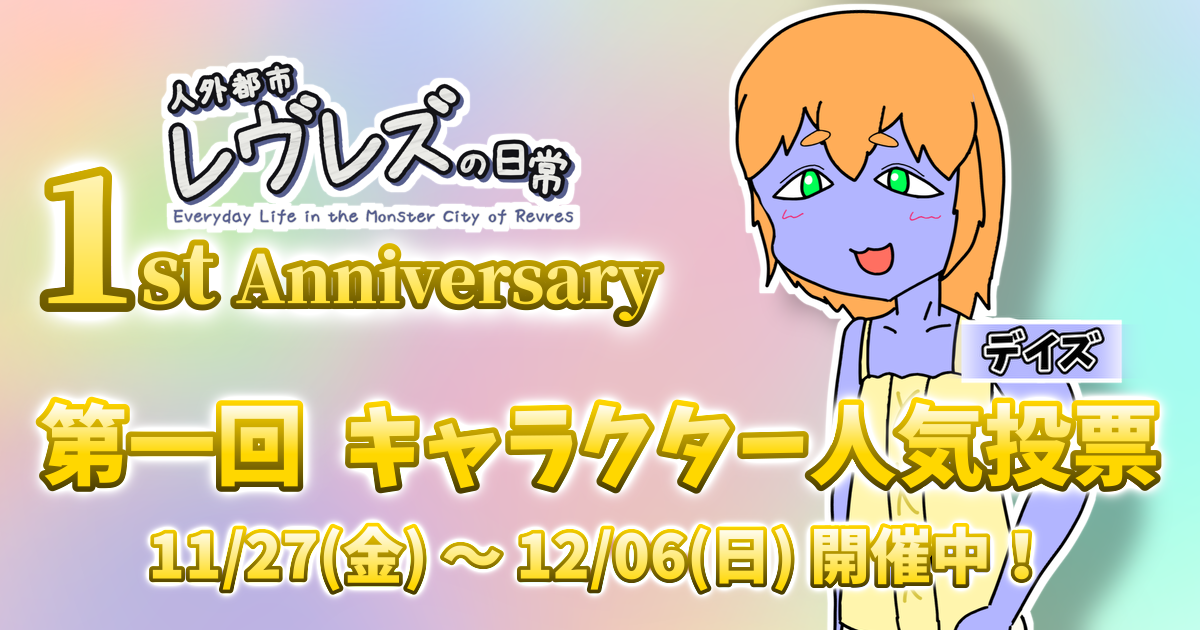 人外都市
レヴレズの日常
Everyday Life in the Monster City of Revres
1st Anniversary
デイズ
第一回 キャラクター人気投票
11/27(金) ～ 12/06(日) 開催中！